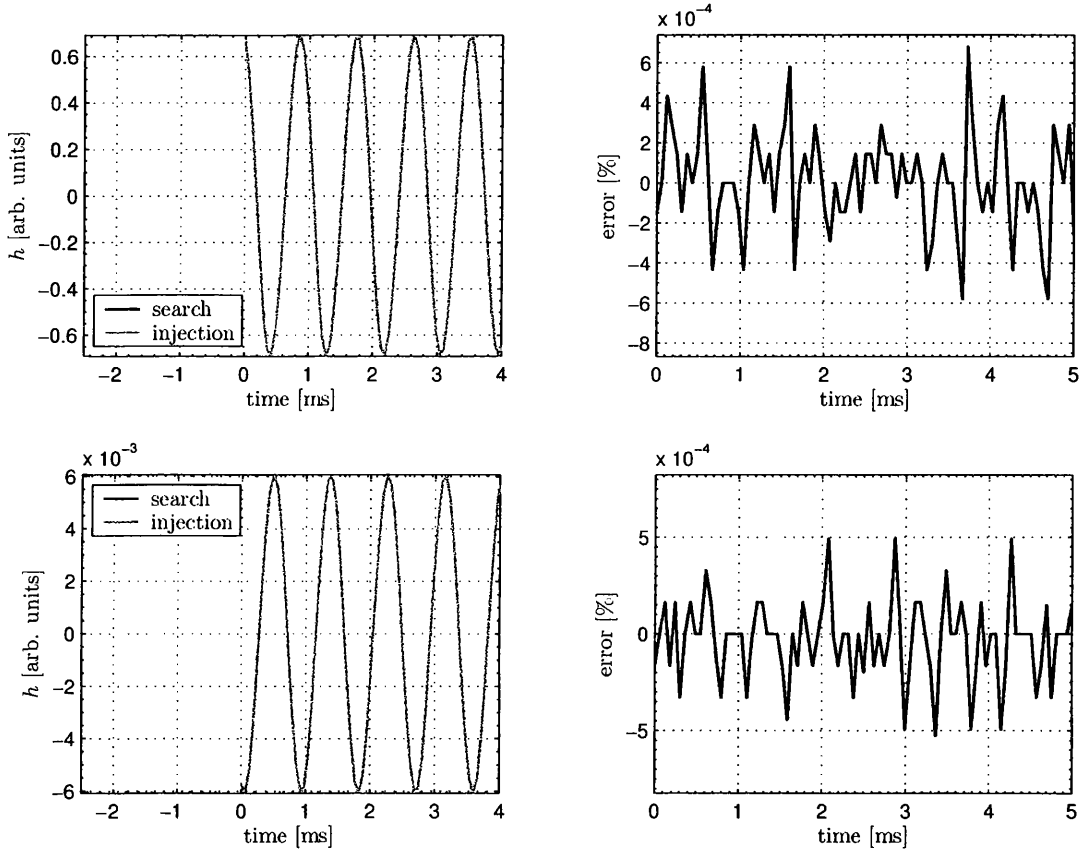 0.6
0.4
0.2
0
−0.2
−0.4
−0.6
h [arb. units]
search
injection
−2 −1 0 1 2 3 4
time [ms]
x 10⁻⁴
6
4
2
0
−2
−4
−6
−8
error [%]
0 1 2 3 4 5
time [ms]
x 10⁻³
6
4
2
0
−2
−4
−6
h [arb. units]
search
injection
−2 −1 0 1 2 3 4
time [ms]
x 10⁻⁴
5
0
−5
error [%]
0 1 2 3 4 5
time [ms]